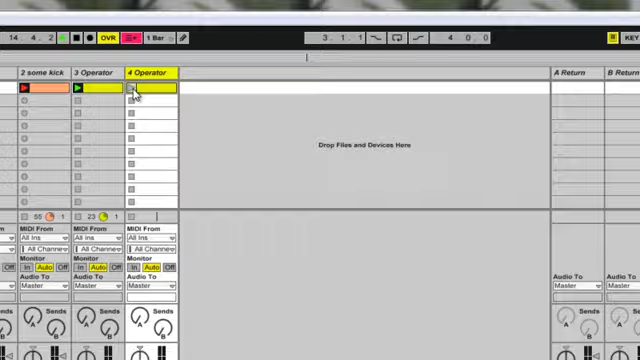 14. 4. 2 OVR 1 Bar 3. 1. 1 4. 0. 0 KEY
2 some kick 3 Operator 4 Operator A Return B Return
Drop Files and Devices Here
55 1 23 1
MIDI From MIDI From MIDI From
All Ins All Ins All Ins
All Channe All Channe All Channe
Monitor Monitor Monitor
In Auto Off In Auto Off In Auto Off
Audio To Audio To Audio To Audio To Audio To
Master Master Master Master Master
Sends Sends Sends Sends Sends
A A A A A
B B B B